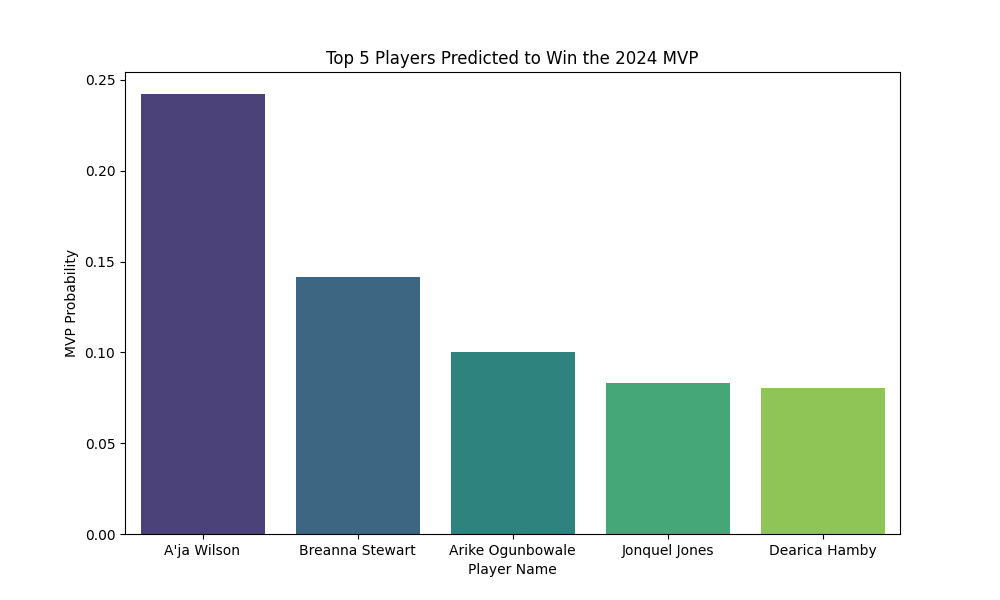 Top 5 Players Predicted to Win the 2024 MVP
0.25
0.20
0.15
0.10
0.05
0.00
MVP Probability
A'ja Wilson
Breanna Stewart
Arike Ogunbowale
Jonquel Jones
Dearica Hamby
Player Name